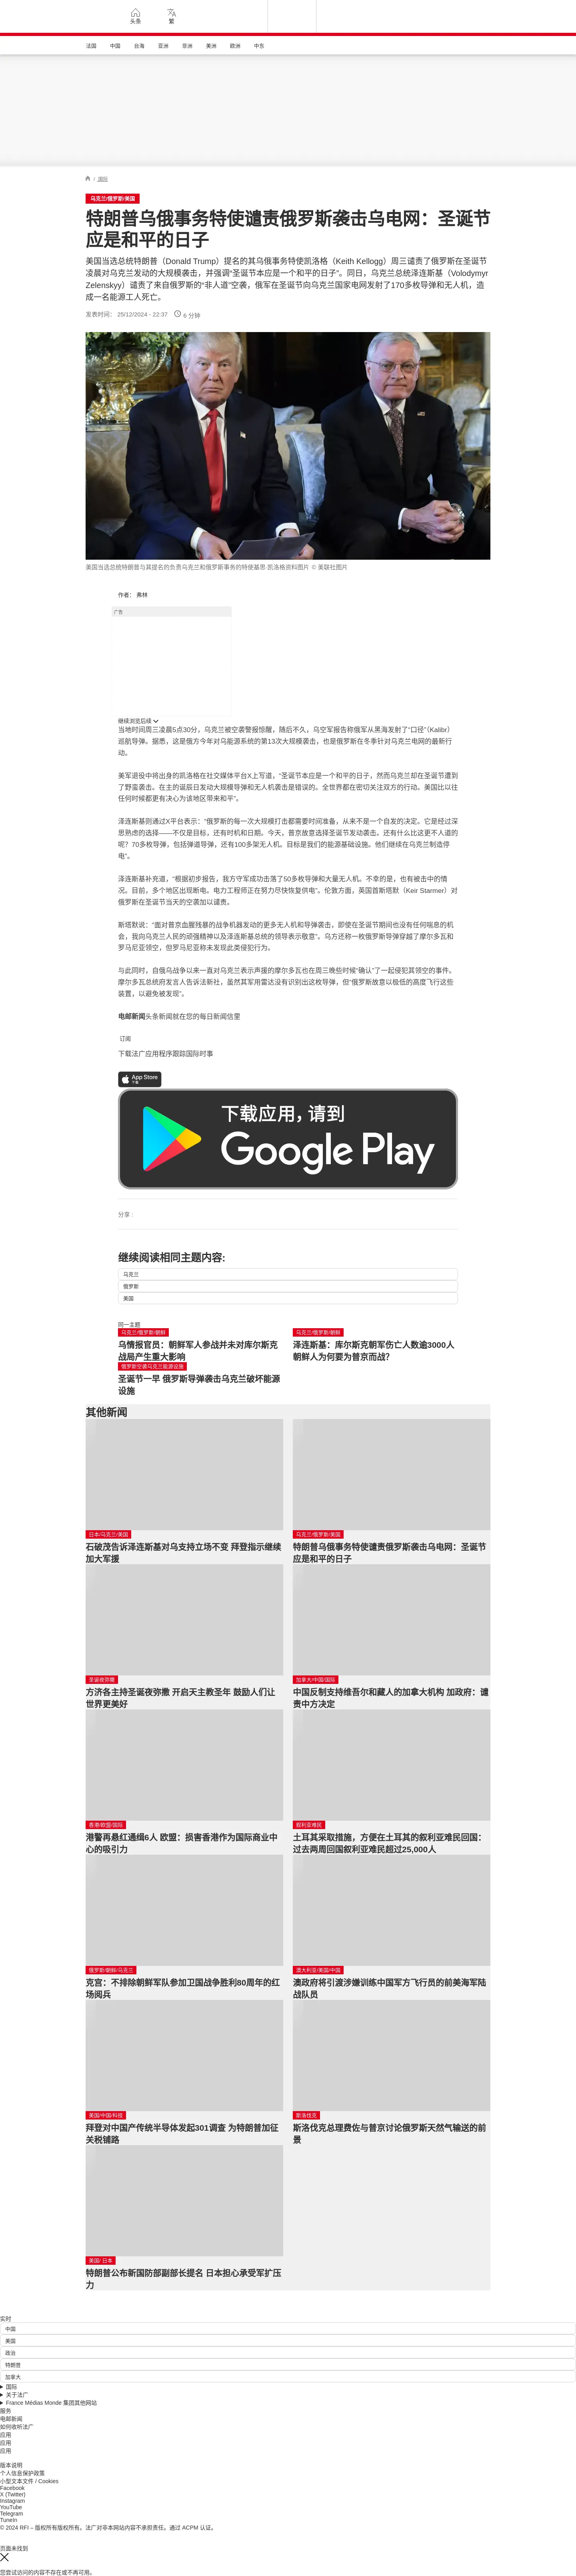 头条
繁
法国
中国
台海
亚洲
非洲
美洲
欧洲
中东
/ 国际
乌克兰/俄罗斯/美国
特朗普乌俄事务特使谴责俄罗斯袭击乌电网：圣诞节
应是和平的日子
美国当选总统特朗普（Donald Trump）提名的其乌俄事务特使凯洛格（Keith Kellogg）周三谴责了俄罗斯在圣诞节
凌晨对乌克兰发动的大规模袭击，并强调“圣诞节本应是一个和平的日子”。同日，乌克兰总统泽连斯基（Volodymyr
Zelenskyy）谴责了来自俄罗斯的“非人道”空袭，俄军在圣诞节向乌克兰国家电网发射了170多枚导弹和无人机，造
成一名能源工人死亡。
发表时间： 25/12/2024 - 22:37 6 分钟
美国当选总统特朗普与其提名的负责乌克兰和俄罗斯事务的特使基思·凯洛格资料图片 © 美联社图片
作者： 弗林
广告
继续浏览后续
当地时间周三凌晨5点30分，乌克兰被空袭警报惊醒，随后不久，乌空军报告称俄军从黑海发射了“口径”（Kalibr）
巡航导弹。据悉，这是俄方今年对乌能源系统的第13次大规模袭击，也是俄罗斯在冬季针对乌克兰电网的最新行
动。
美军退役中将出身的凯洛格在社交媒体平台X上写道，“圣诞节本应是一个和平的日子，然而乌克兰却在圣诞节遭到
了野蛮袭击。在主的诞辰日发动大规模导弹和无人机袭击是错误的。全世界都在密切关注双方的行动。美国比以往
任何时候都更有决心为该地区带来和平”。
泽连斯基则通过X平台表示：“俄罗斯的每一次大规模打击都需要时间准备，从来不是一个自发的决定。它是经过深
思熟虑的选择——不仅是目标，还有时机和日期。今天，普京故意选择圣诞节发动袭击。还有什么比这更不人道的
呢？70多枚导弹，包括弹道导弹，还有100多架无人机。目标是我们的能源基础设施。他们继续在乌克兰制造停
电”。
泽连斯基补充道，“根据初步报告，我方守军成功击落了50多枚导弹和大量无人机。不幸的是，也有被击中的情
况。目前，多个地区出现断电。电力工程师正在努力尽快恢复供电”。伦敦方面，英国首斯塔默（Keir Starmer）对
俄罗斯在圣诞节当天的空袭加以谴责。
斯塔默说：“面对普京血腥残暴的战争机器发动的更多无人机和导弹袭击，即使在圣诞节期间也没有任何喘息的机
会，我向乌克兰人民的顽强精神以及泽连斯基总统的领导表示敬意”。乌方还称一枚俄罗斯导弹穿越了摩尔多瓦和
罗马尼亚领空，但罗马尼亚称未发现此类侵犯行为。
与此同时，自俄乌战争以来一直对乌克兰表示声援的摩尔多瓦也在周三晚些时候“确认”了一起侵犯其领空的事件。
摩尔多瓦总统府发言人告诉法新社，虽然其军用雷达没有识别出这枚导弹，但“俄罗斯故意以极低的高度飞行这些
装置，以避免被发现”。
电邮新闻头条新闻就在您的每日新闻信里
订阅
下载法广应用程序跟踪国际时事
App Store
下载
下载应用，请到
Google Play
分享 :
继续阅读相同主题内容:
乌克兰
俄罗斯
美国
同一主题
乌克兰/俄罗斯/朝鲜
乌情报官员：朝鲜军人参战并未对库尔斯克
战局产生重大影响
乌克兰/俄罗斯/朝鲜
泽连斯基：库尔斯克朝军伤亡人数逾3000人
朝鲜人为何要为普京而战？
俄罗斯空袭乌克兰能源设施
圣诞节一早 俄罗斯导弹袭击乌克兰破坏能源
设施
其他新闻
日本/乌克兰/美国
石破茂告诉泽连斯基对乌支持立场不变 拜登指示继续
加大军援
乌克兰/俄罗斯/美国
特朗普乌俄事务特使谴责俄罗斯袭击乌电网：圣诞节
应是和平的日子
圣诞夜弥撒
方济各主持圣诞夜弥撒 开启天主教圣年 鼓励人们让
世界更美好
加拿大/中国/国际
中国反制支持维吾尔和藏人的加拿大机构 加政府：谴
责中方决定
香港/欧盟/国际
港警再悬红通缉6人 欧盟：损害香港作为国际商业中
心的吸引力
叙利亚难民
土耳其采取措施，方便在土耳其的叙利亚难民回国：
过去两周回国叙利亚难民超过25,000人
俄罗斯/朝鲜/乌克兰
克宫：不排除朝鲜军队参加卫国战争胜利80周年的红
场阅兵
澳大利亚/美国/中国
澳政府将引渡涉嫌训练中国军方飞行员的前美海军陆
战队员
美国/中国/科技
拜登对中国产传统半导体发起301调查 为特朗普加征
关税铺路
斯洛伐克
斯洛伐克总理费佐与普京讨论俄罗斯天然气输送的前
景
美国/ 日本
特朗普公布新国防部副部长提名 日本担心承受军扩压
力
实时
中国
美国
政治
特朗普
加拿大
国际
关于法广
France Médias Monde 集团其他网站
服务
电邮新闻
如何收听法广
应用
应用
应用
版本说明
个人信息保护政策
小型文本文件 / Cookies
Facebook
X (Twitter)
Instagram
YouTube
Telegram
TuneIn
© 2024 RFI – 版权所有版权所有。法广对非本网站内容不承担责任。通过 ACPM 认证。
页面未找到
您尝试访问的内容不存在或不再可用。